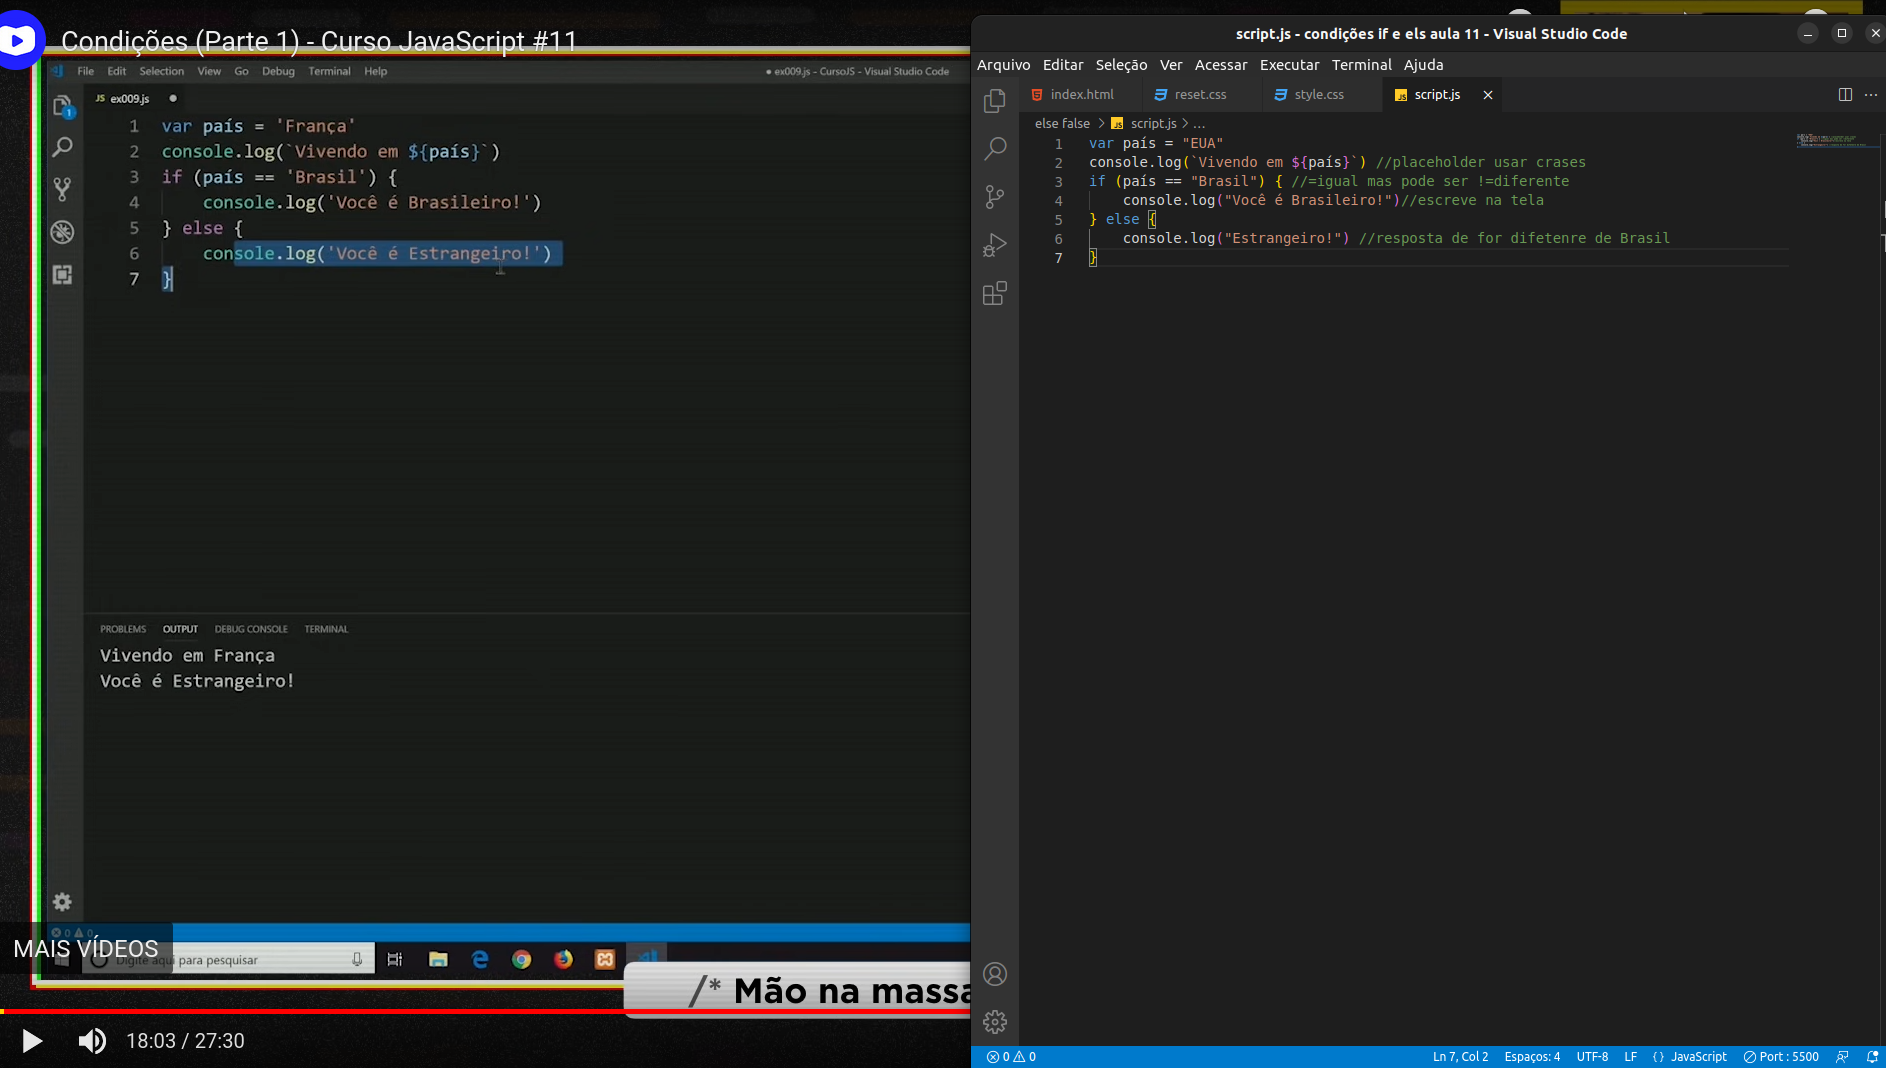 Condições (Parte 1) - Curso JavaScript #11
File Edit Selection View Go Debug Terminal Help
● ex009.js - CursoJS - Visual Studio Code
1
JS ex009.js ●
1 var país = 'França'
2 console.log(`Vivendo em ${país}`)
3 if (país == 'Brasil') {
4 console.log('Você é Brasileiro!')
5 } else {
6 console.log('Você é Estrangeiro!')
7 }
PROBLEMS OUTPUT DEBUG CONSOLE TERMINAL
Vivendo em França
Você é Estrangeiro!
0 0
MAIS VÍDEOS
Digite aqui para pesquisar
/* Mão na massa
18:03 / 27:30
script.js - condições if e els aula 11 - Visual Studio Code
Arquivo Editar Seleção Ver Acessar Executar Terminal Ajuda
index.html reset.css style.css JS script.js
else false > JS script.js > ...
1 var país = "EUA"
2 console.log(`Vivendo em ${país}`) //placeholder usar crases
3 if (país == "Brasil") { //=igual mas pode ser !=diferente
4 console.log("Você é Brasileiro!")//escreve na tela
5 } else {
6 console.log("Estrangeiro!") //resposta de for difetenre de Brasil
7 }
0 0 Ln 7, Col 2 Espaços: 4 UTF-8 LF {} JavaScript Port : 5500